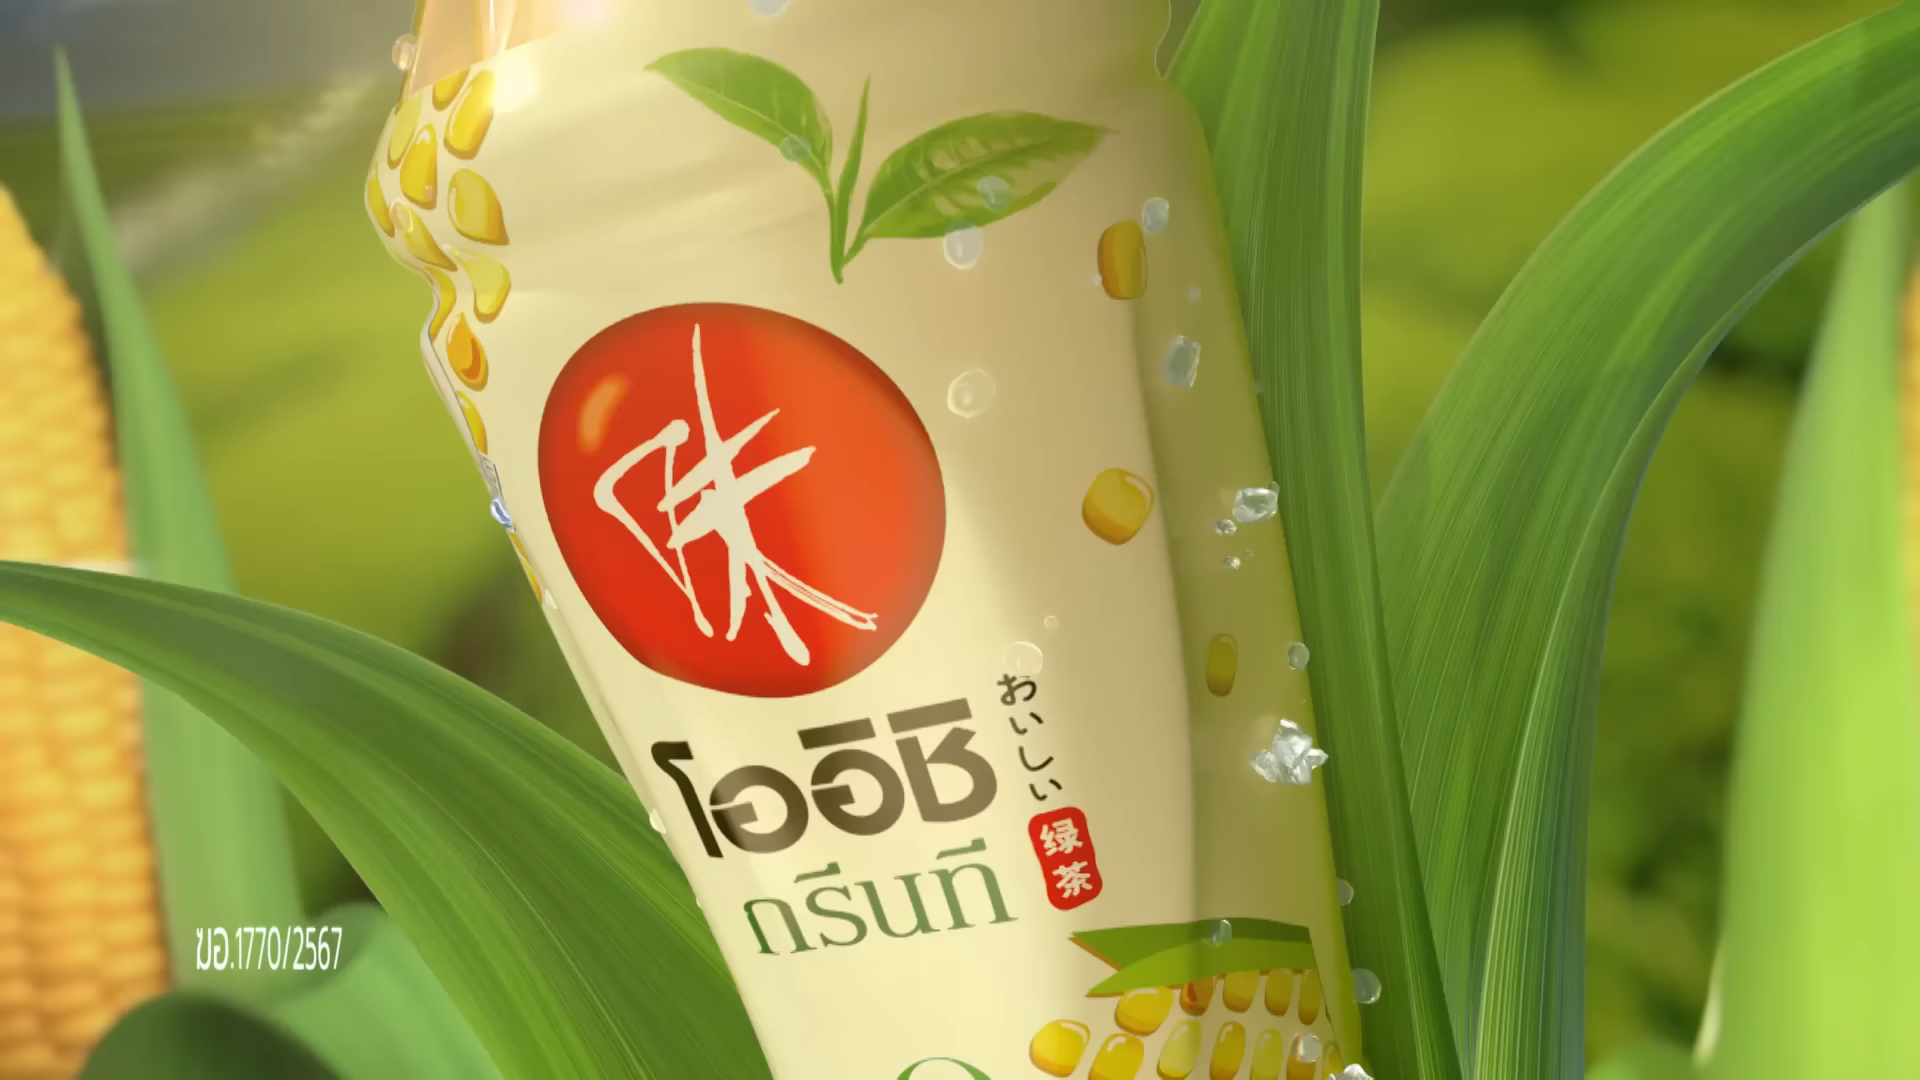 味
โออิชิ
おいしい
绿茶
กรีนที
ฆอ.1770/2567